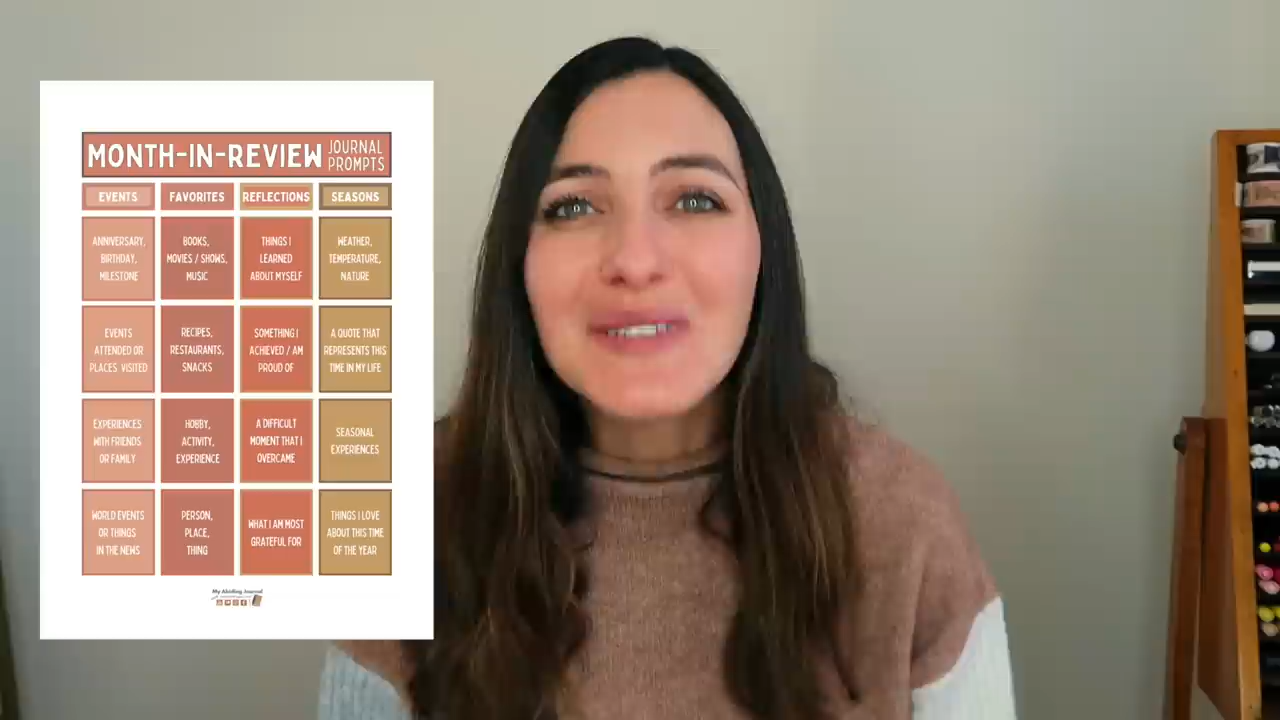 MONTH-IN-REVIEW
JOURNAL
PROMPTS
EVENTS
FAVORITES
REFLECTIONS
SEASONS
ANNIVERSARY,
BIRTHDAY,
MILESTONE
BOOKS,
MOVIES / SHOWS,
MUSIC
THINGS I
LEARNED
ABOUT MYSELF
WEATHER,
TEMPERATURE,
NATURE
EVENTS
ATTENDED OR
PLACES VISITED
RECIPES,
RESTAURANTS,
SNACKS
SOMETHING I
ACHIEVED / AM
PROUD OF
A QUOTE THAT
REPRESENTS THIS
TIME IN MY LIFE
EXPERIENCES
WITH FRIENDS
OR FAMILY
HOBBY,
ACTIVITY,
EXPERIENCE
A DIFFICULT
MOMENT THAT I
OVERCAME
SEASONAL
EXPERIENCES
WORLD EVENTS
OR THINGS
IN THE NEWS
PERSON,
PLACE,
THING
WHAT I AM MOST
GRATEFUL FOR
THINGS I LOVE
ABOUT THIS TIME
OF THE YEAR
My Abiding Journal